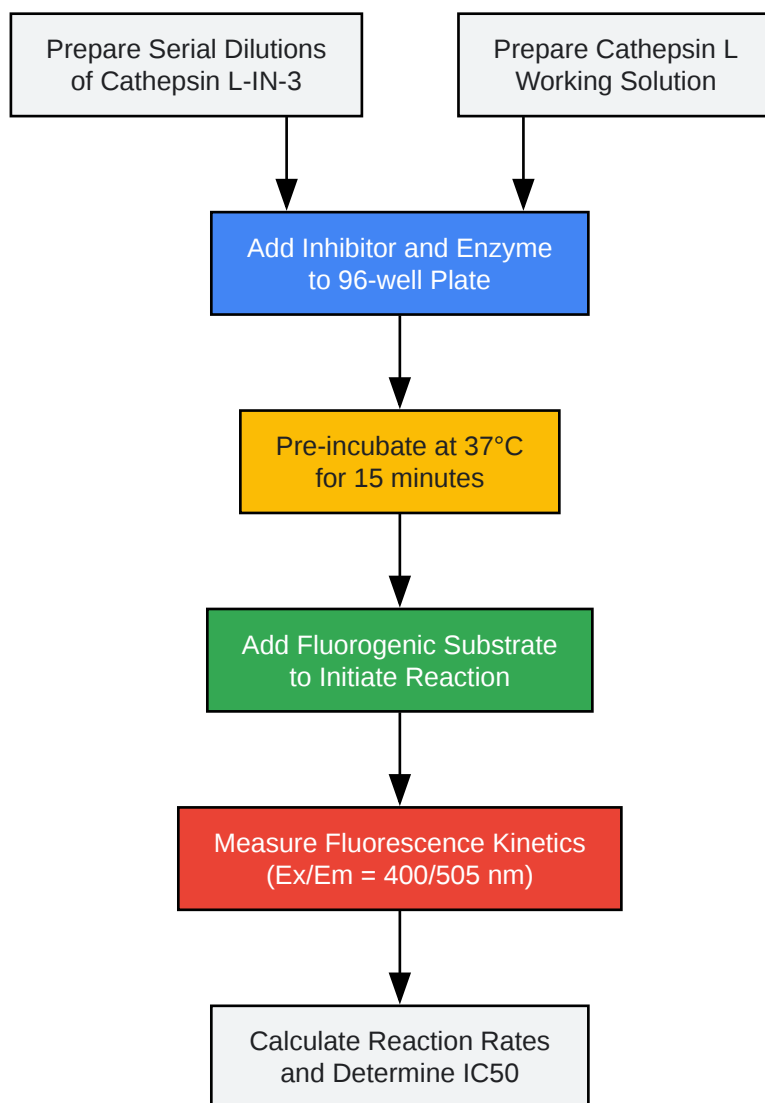 Prepare Serial Dilutions
of Cathepsin L-IN-3
Prepare Cathepsin L
Working Solution
Add Inhibitor and Enzyme
to 96-well Plate
Pre-incubate at 37°C
for 15 minutes
Add Fluorogenic Substrate
to Initiate Reaction
Measure Fluorescence Kinetics
(Ex/Em = 400/505 nm)
Calculate Reaction Rates
and Determine IC50